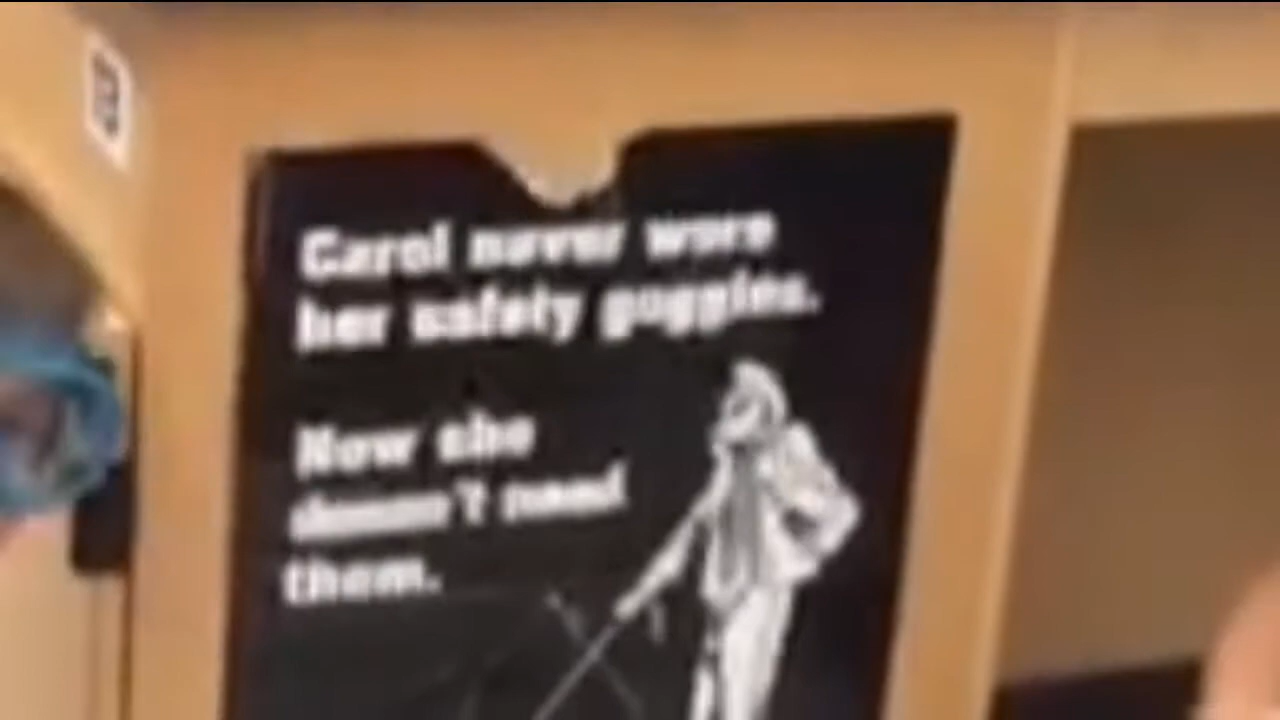 Carol never wore
her safety goggles.
Now she
doesn't need
them.